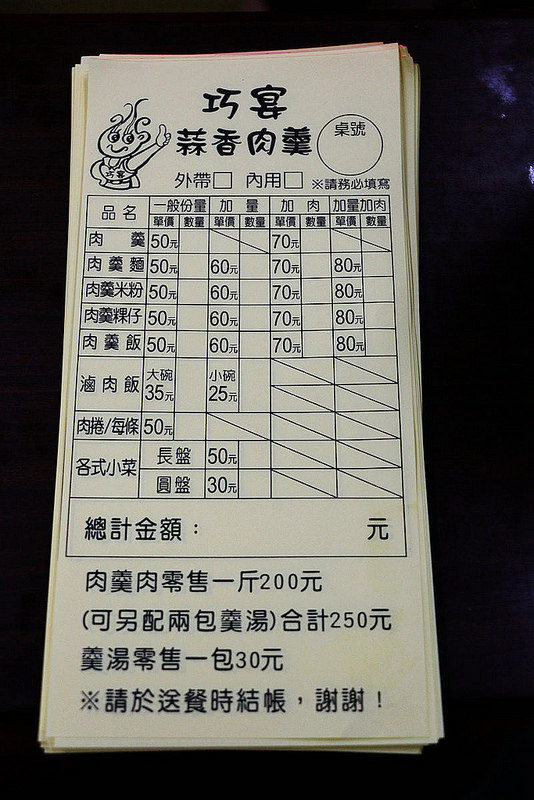 巧宴
蒜香肉羹
桌號
巧宴
外帶□ 內用□ ※請務必填寫
品名 一般份量 加量 加肉 加量加肉
單價 數量 單價 數量 單價 數量 單價 數量
肉羹 50元 70元
肉羹麵 50元 60元 70元 80元
肉羹米粉 50元 60元 70元 80元
肉羹粿仔 50元 60元 70元 80元
肉羹飯 50元 60元 70元 80元
滷肉飯 大碗 35元 小碗 25元
肉捲/每條 50元
各式小菜 長盤 50元
圓盤 30元
總計金額： 元
肉羹肉零售一斤200元
(可另配兩包羹湯)合計250元
羹湯零售一包30元
※請於送餐時結帳，謝謝！